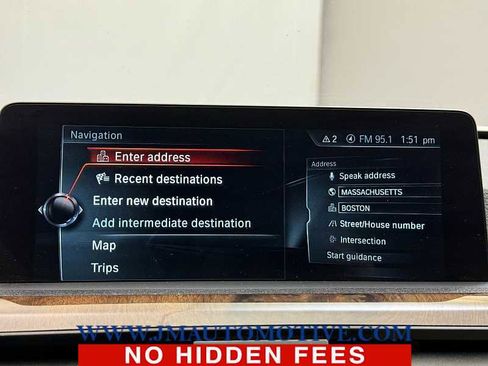 Navigation
⚠2 FM 95.1 1:51 pm
Enter address
Recent destinations
Enter new destination
Add intermediate destination
Map
Trips
Address
Speak address
MASSACHUSETTS
BOSTON
Street/House number
Intersection
Start guidance
WWW.JMAUTOMOTIVE.COM
NO HIDDEN FEES